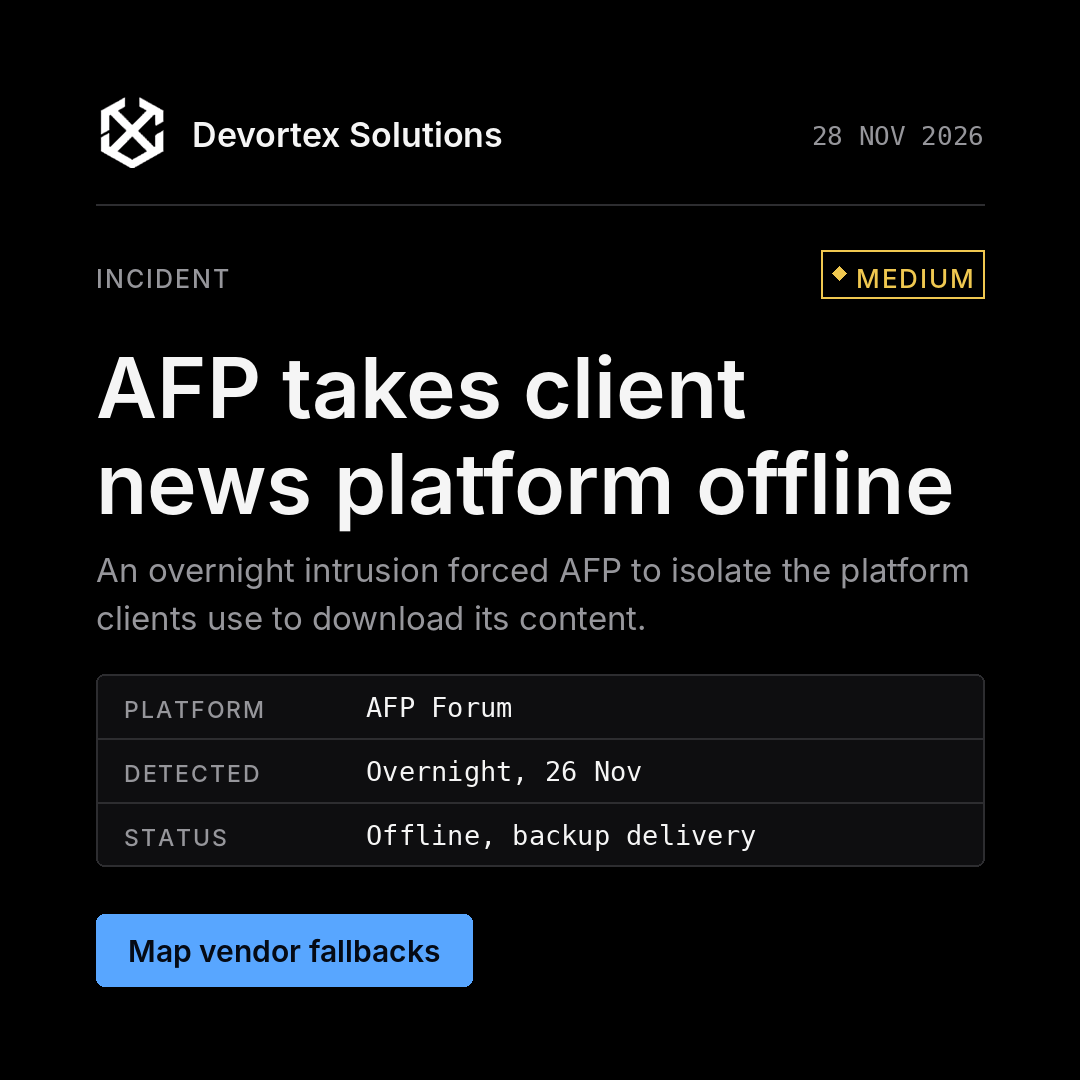 Devortex Solutions
28 NOV 2026
INCIDENT
MEDIUM
AFP takes client
news platform offline
An overnight intrusion forced AFP to isolate the platform
clients use to download its content.
PLATFORM AFP Forum
DETECTED Overnight, 26 Nov
STATUS Offline, backup delivery
Map vendor fallbacks